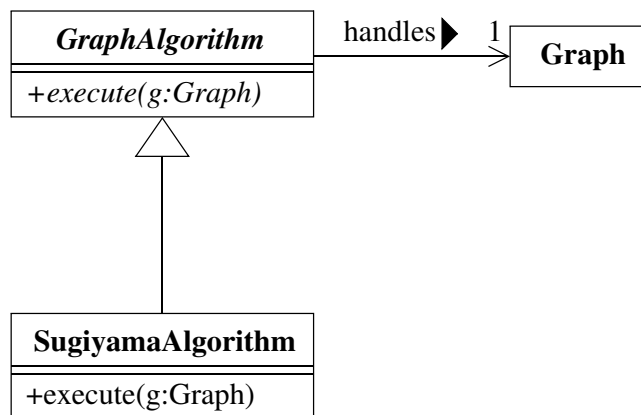 GraphAlgorithm
+execute(g:Graph)
handles 1
Graph
SugiyamaAlgorithm
+execute(g:Graph)